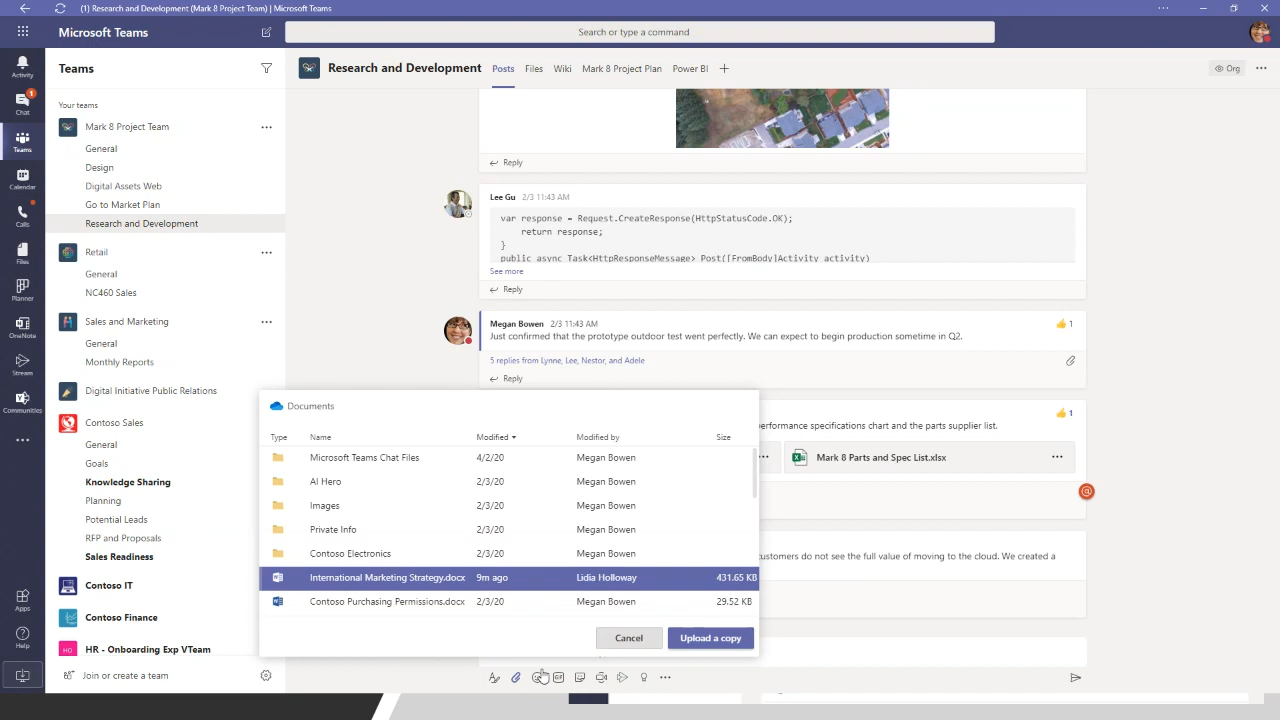 (1) Research and Development (Mark 8 Project Team) | Microsoft Teams
Microsoft Teams
Search or type a command
Activity
Chat
1
Teams
Calendar
Calls
Files
Planner
OneNote
Stream
Communities
Apps
Help
Teams
Your teams
Mark 8 Project Team
General
Design
Digital Assets Web
Go to Market Plan
Research and Development
Retail
General
NC460 Sales
Sales and Marketing
General
Monthly Reports
Digital Initiative Public Relations
Contoso Sales
General
Goals
Knowledge Sharing
Planning
Potential Leads
RFP and Proposals
Sales Readiness
Contoso IT
Contoso Finance
HO
HR - Onboarding Exp VTeam
Join or create a team
Research and Development Posts Files Wiki Mark 8 Project Plan Power BI
Org
Reply
Lee Gu 2/3 11:43 AM
var response = Request.CreateResponse(HttpStatusCode.OK);
return response;
}
public async Task<HttpResponseMessage> Post([FromBody]Activity activity)
See more
Reply
Megan Bowen 2/3 11:43 AM
1
Just confirmed that the prototype outdoor test went perfectly. We can expect to begin production sometime in Q2.
5 replies from Lynne, Lee, Nestor, and Adele
Reply
1
erformance specifications chart and the parts supplier list.
Mark 8 Parts and Spec List.xlsx
@
customers do not see the full value of moving to the cloud. We created a
Documents
Type Name Modified Modified by Size
Microsoft Teams Chat Files 4/2/20 Megan Bowen
AI Hero 2/3/20 Megan Bowen
Images 2/3/20 Megan Bowen
Private Info 2/3/20 Megan Bowen
Contoso Electronics 2/3/20 Megan Bowen
International Marketing Strategy.docx 9m ago Lidia Holloway 431.65 KB
Contoso Purchasing Permissions.docx 2/3/20 Megan Bowen 29.52 KB
Cancel
Upload a copy
GIF